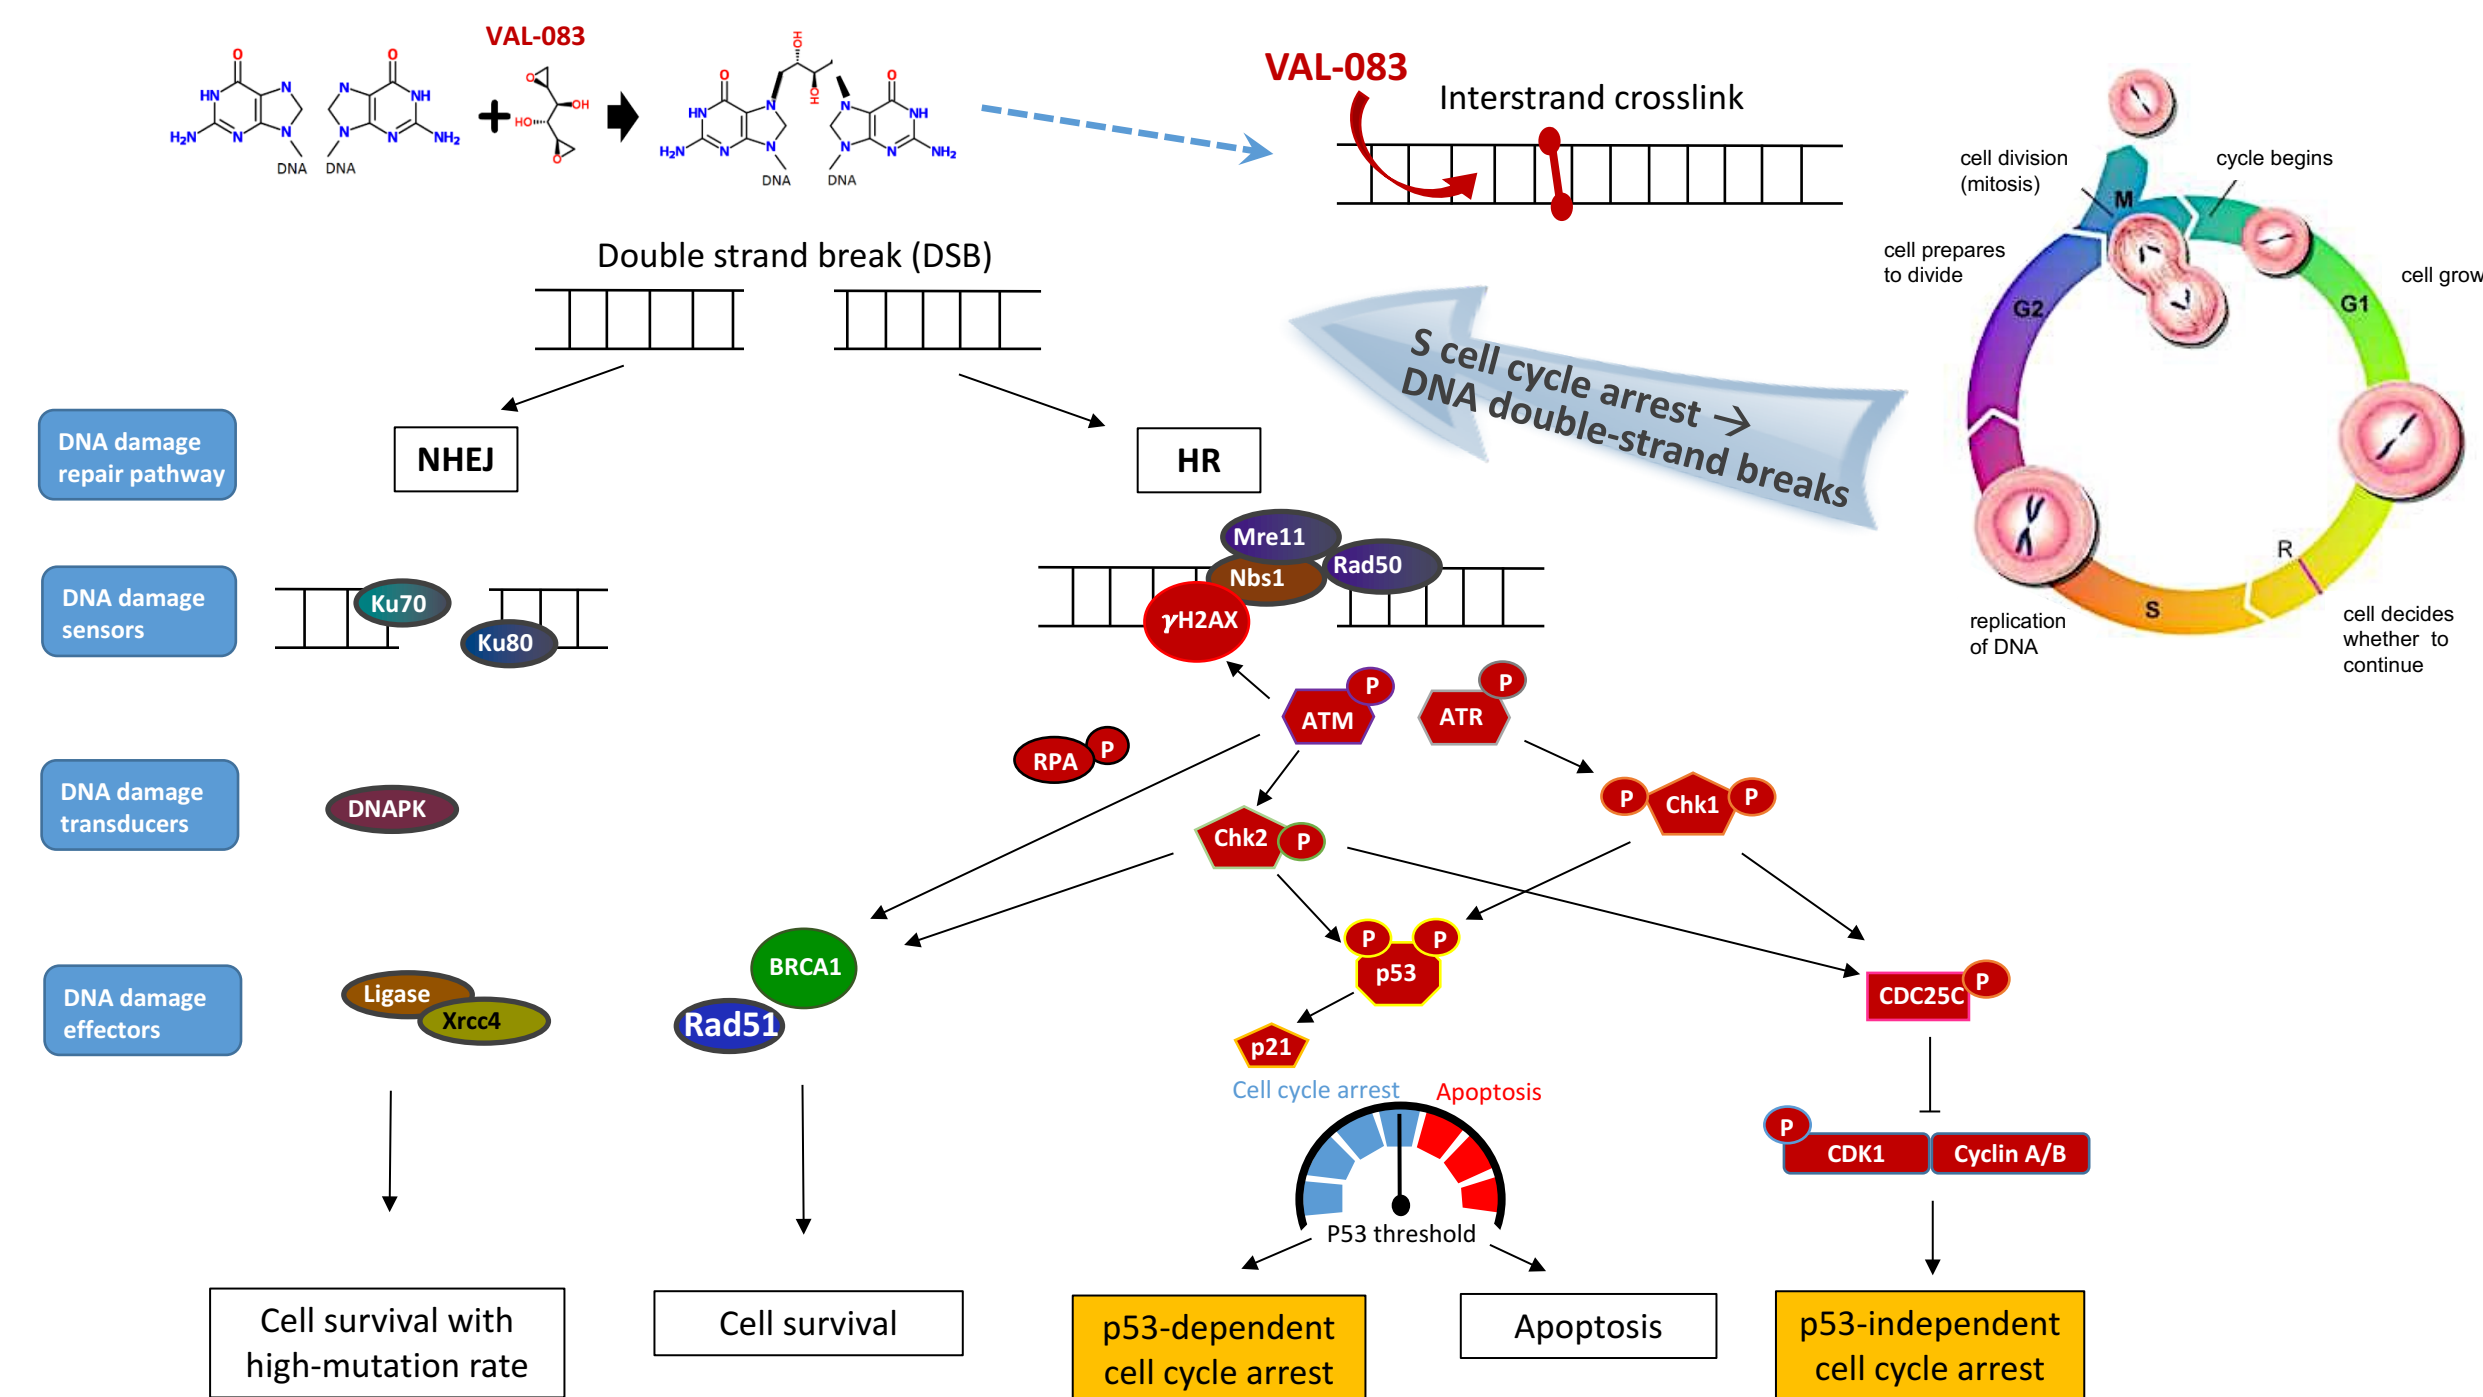 VAL-083
O
N
HN
H₂N
N
N
DNA
O
N
NH
N
N
NH₂
DNA
+
O
OH
HO
O
OH
OH
O
N
HN
H₂N
N
N
DNA
O
N
NH
N
N
NH₂
DNA
VAL-083
Interstrand crosslink
cell division
(mitosis)
cycle begins
M
cell prepares
to divide
cell grow
G2
G1
R
S
replication
of DNA
cell decides
whether to
continue
Double strand break (DSB)
S cell cycle arrest →
DNA double-strand breaks
DNA damage
repair pathway
NHEJ
HR
DNA damage
sensors
Ku70
Ku80
Mre11
Rad50
Nbs1
γH2AX
ATM
P
ATR
P
RPA
P
DNA damage
transducers
DNAPK
Chk2
P
P
Chk1
P
DNA damage
effectors
Ligase
Xrcc4
BRCA1
Rad51
P
P
p53
p21
CDC25C
P
Cell cycle arrest
Apoptosis
P53 threshold
P
CDK1
Cyclin A/B
Cell survival with
high-mutation rate
Cell survival
p53-dependent
cell cycle arrest
Apoptosis
p53-independent
cell cycle arrest